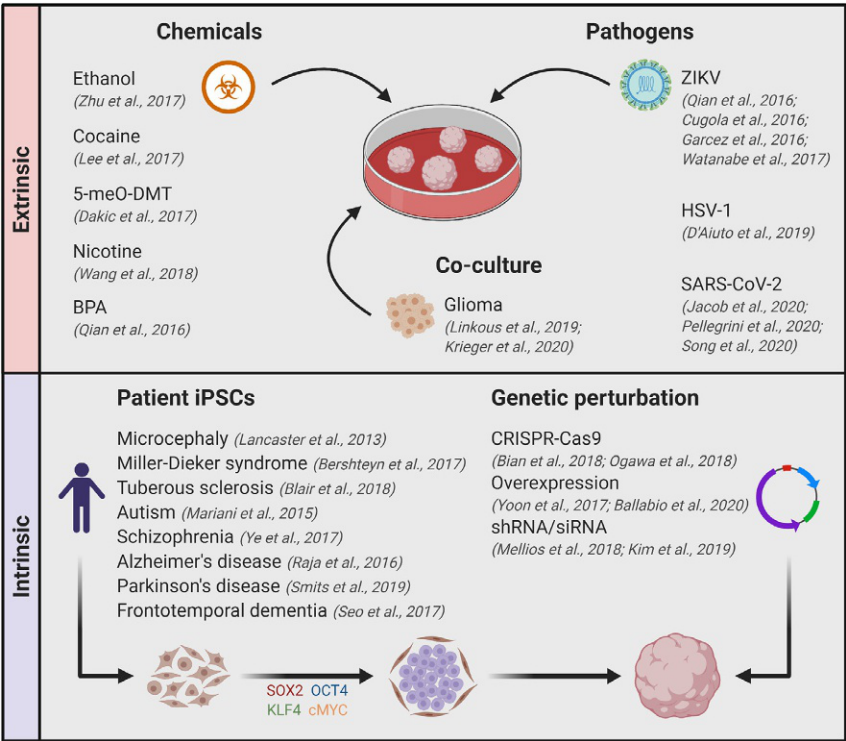 Extrinsic
Chemicals
Ethanol
(Zhu et al., 2017)
Cocaine
(Lee et al., 2017)
5-meO-DMT
(Dakic et al., 2017)
Nicotine
(Wang et al., 2018)
BPA
(Qian et al., 2016)
Co-culture
Glioma
(Linkous et al., 2019;
Krieger et al., 2020)
Pathogens
ZIKV
(Qian et al., 2016;
Cugola et al., 2016;
Garcez et al., 2016;
Watanabe et al., 2017)
HSV-1
(D'Aiuto et al., 2019)
SARS-CoV-2
(Jacob et al., 2020;
Pellegrini et al., 2020;
Song et al., 2020)
Intrinsic
Patient iPSCs
Microcephaly (Lancaster et al., 2013)
Miller-Dieker syndrome (Bershteyn et al., 2017)
Tuberous sclerosis (Blair et al., 2018)
Autism (Mariani et al., 2015)
Schizophrenia (Ye et al., 2017)
Alzheimer's disease (Raja et al., 2016)
Parkinson's disease (Smits et al., 2019)
Frontotemporal dementia (Seo et al., 2017)
Genetic perturbation
CRISPR-Cas9
(Bian et al., 2018; Ogawa et al., 2018)
Overexpression
(Yoon et al., 2017; Ballabio et al., 2020)
shRNA/siRNA
(Mellios et al., 2018; Kim et al., 2019)
SOX2 OCT4
KLF4 cMYC